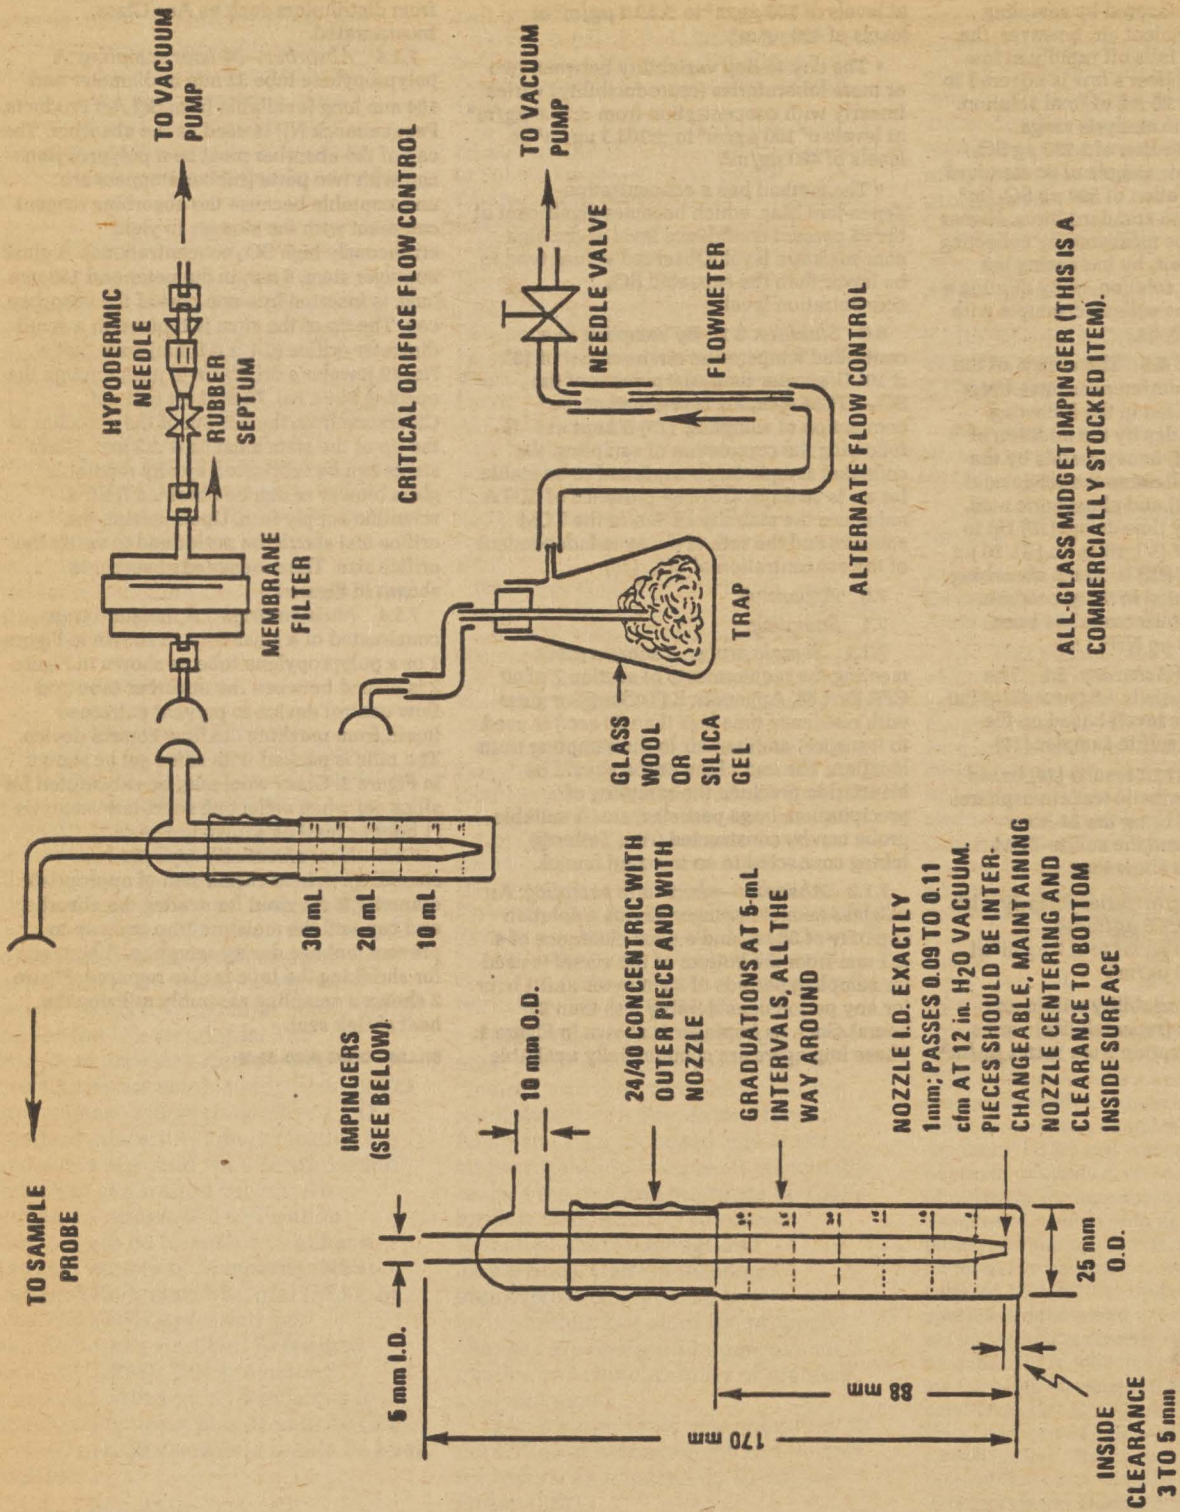 TO SAMPLE
PROBE
TO VACUUM
PUMP
HYPODERMIC
NEEDLE
RUBBER
SEPTUM
MEMBRANE
FILTER
CRITICAL ORIFICE FLOW CONTROL
30 mL
20 mL
10 mL
IMPINGERS
(SEE BELOW)
TO VACUUM
PUMP
NEEDLE VALVE
FLOWMETER
GLASS
WOOL
OR
SILICA
GEL
TRAP
ALTERNATE FLOW CONTROL
5 mm I.D.
10 mm O.D.
24/40 CONCENTRIC WITH
OUTER PIECE AND WITH
NOZZLE
GRADUATIONS AT 5-mL
INTERVALS, ALL THE
WAY AROUND
NOZZLE I.D. EXACTLY
1mm; PASSES 0.09 TO 0.11
cfm AT 12 in. H2O VACUUM.
PIECES SHOULD BE INTER-
CHANGEABLE, MAINTAINING
NOZZLE CENTERING AND
CLEARANCE TO BOTTOM
INSIDE SURFACE
170 mm
88 mm
25 mm
O.D.
INSIDE
CLEARANCE
3 TO 5 mm
ALL-GLASS MIDGET IMPINGER (THIS IS A
COMMERCIALLY STOCKED ITEM).